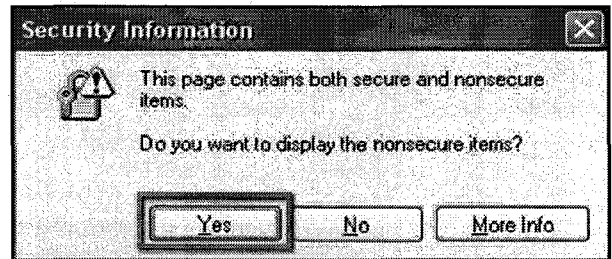 Security Information
This page contains both secure and nonsecure
items.
Do you want to display the nonsecure items?
Yes No More Info